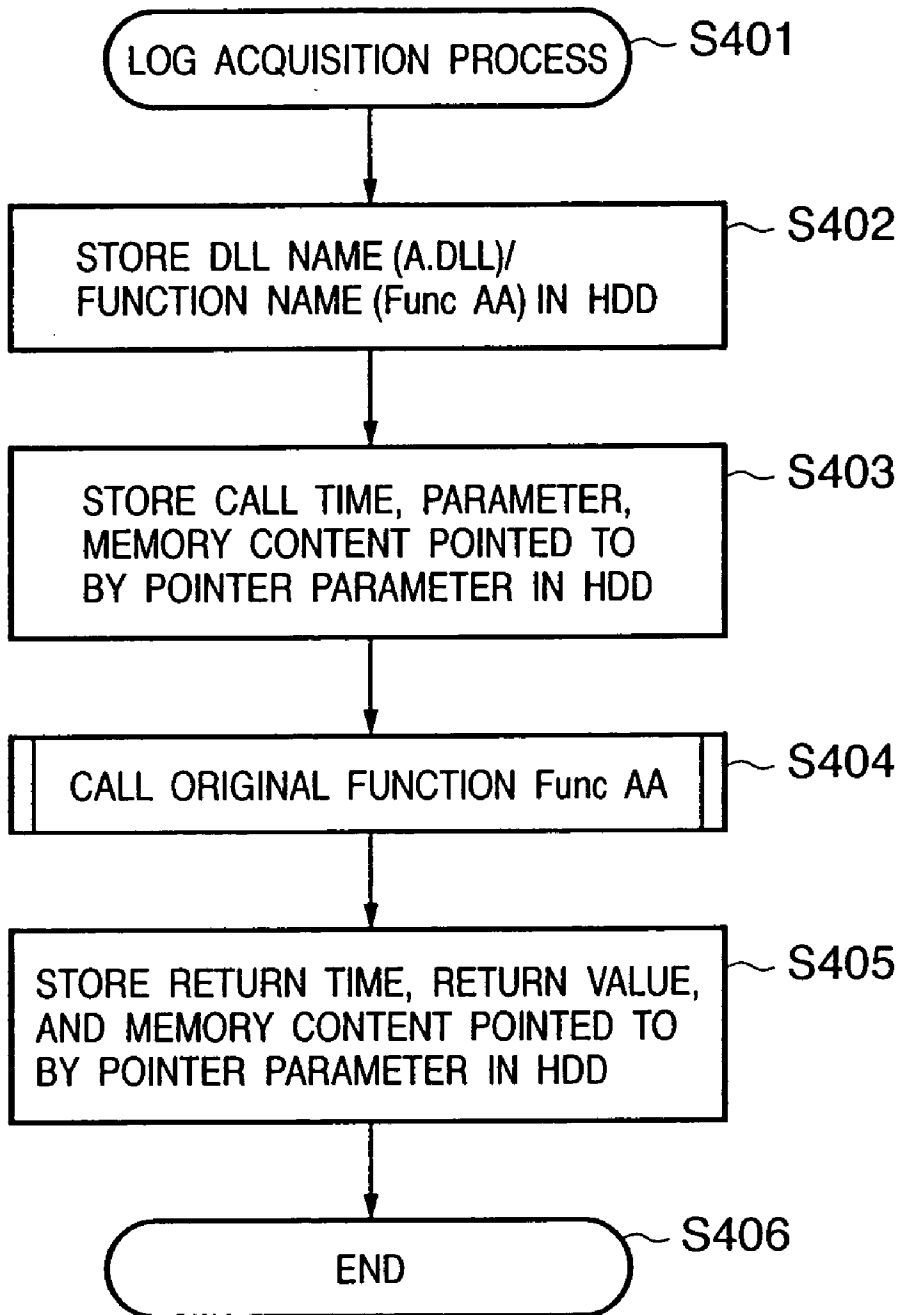 LOG ACQUISITION PROCESS
S401
STORE DLL NAME (A.DLL)/
FUNCTION NAME (Func AA) IN HDD
S402
STORE CALL TIME, PARAMETER,
MEMORY CONTENT POINTED TO
BY POINTER PARAMETER IN HDD
S403
CALL ORIGINAL FUNCTION Func AA
S404
STORE RETURN TIME, RETURN VALUE,
AND MEMORY CONTENT POINTED TO
BY POINTER PARAMETER IN HDD
S405
END
S406